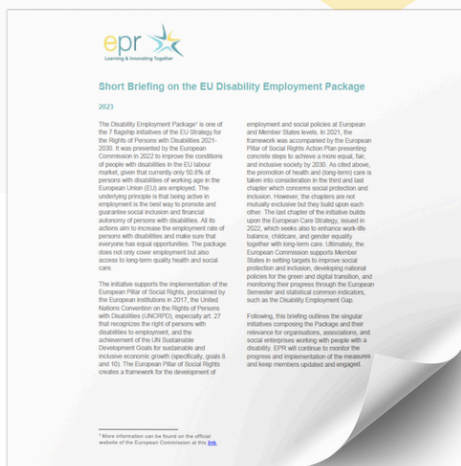 epr
Learning & Innovating Together
Short Briefing on the EU Disability Employment Package
2023
The Disability Employment Package¹ is one of
the 7 flagship initiatives of the EU Strategy for
the Rights of Persons with Disabilities 2021-
2030. It was presented by the European
Commission in 2022 to improve the conditions
of people with disabilities in the EU labour
market, given that currently only 50.8% of
persons with disabilities of working age in the
European Union (EU) are employed. The
underlying principle is that being active in
employment is the best way to promote and
guarantee social inclusion and financial
autonomy of persons with disabilities. All its
actions aim to increase the employment rate of
persons with disabilities and make sure that
everyone has equal opportunities. The package
does not only cover employment but also
access to long-term quality health and social
care.
The initiative supports the implementation of the
European Pillar of Social Rights, proclaimed by
the European institutions in 2017, the United
Nations Convention on the Rights of Persons
with Disabilities (UNCRPD), especially art. 27
that recognizes the right of persons with
disabilities to employment, and the
achievement of the UN Sustainable
Development Goals for sustainable and
inclusive economic growth (specifically, goals 8
and 10). The European Pillar of Social Rights
creates a framework for the development of
employment and social policies at European
and Member States levels. In 2021, the
framework was accompanied by the European
Pillar of Social Rights Action Plan presenting
concrete steps to achieve a more equal, fair,
and inclusive society by 2030. As cited above,
the promotion of health and (long-term) care is
taken into consideration in the third and last
chapter which concerns social protection and
inclusion. However, the chapters are not
mutually exclusive but they build upon each
other. The last chapter of the initiative builds
upon the European Care Strategy, issued in
2022, which seeks also to enhance work-life
balance, childcare, and gender equality
together with long-term care. Ultimately, the
European Commission supports Member
States in setting targets to improve social
protection and inclusion, developing national
policies for the green and digital transition, and
monitoring their progress through the European
Semester and statistical common indicators,
such as the Disability Employment Gap.
Following, this briefing outlines the singular
initiatives composing the Package and their
relevance for organisations, associations, and
social enterprises working with people with a
disability. EPR will continue to monitor the
progress and implementation of the measures
and keep members updated and engaged.
¹ More information can be found on the official
website of the European Commission at this link.